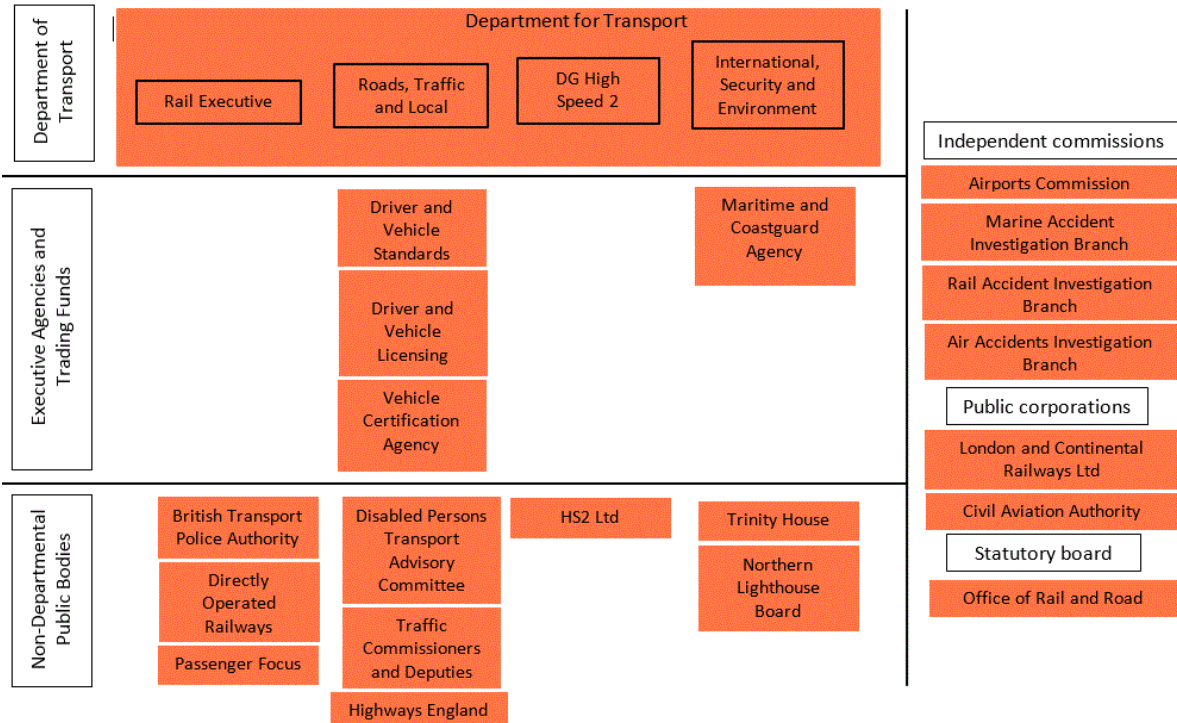 Department of
Transport
Department for Transport
Rail Executive
Roads, Traffic
and Local
DG High
Speed 2
International,
Security and
Environment
Executive Agencies and
Trading Funds
Driver and
Vehicle
Standards
Driver and
Vehicle
Licensing
Vehicle
Certification
Agency
Maritime and
Coastguard
Agency
Non-Departmental
Public Bodies
British Transport
Police Authority
Directly
Operated
Railways
Passenger Focus
Disabled Persons
Transport
Advisory
Committee
Traffic
Commissioners
and Deputies
Highways England
HS2 Ltd
Trinity House
Northern
Lighthouse
Board
Independent commissions
Airports Commission
Marine Accident
Investigation Branch
Rail Accident Investigation
Branch
Air Accidents Investigation
Branch
Public corporations
London and Continental
Railways Ltd
Civil Aviation Authority
Statutory board
Office of Rail and Road